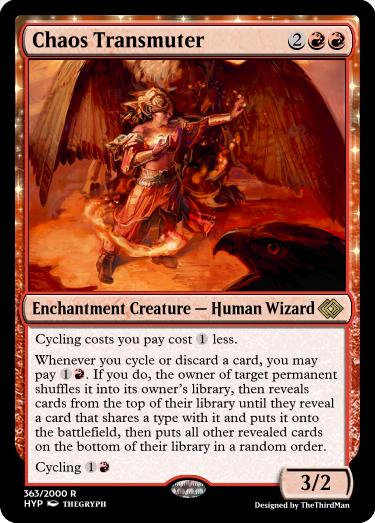 Chaos Transmuter 2
Enchantment Creature — Human Wizard
Cycling costs you pay cost 1 less.
Whenever you cycle or discard a card, you may
pay 1 . If you do, the owner of target permanent
shuffles it into its owner's library, then reveals
cards from the top of their library until they reveal
a card that shares a type with it and puts it onto
the battlefield, then puts all other revealed cards
on the bottom of their library in a random order.
Cycling 1
3/2
363/2000 R
HYP THEGRYPH
Designed by TheThirdMan